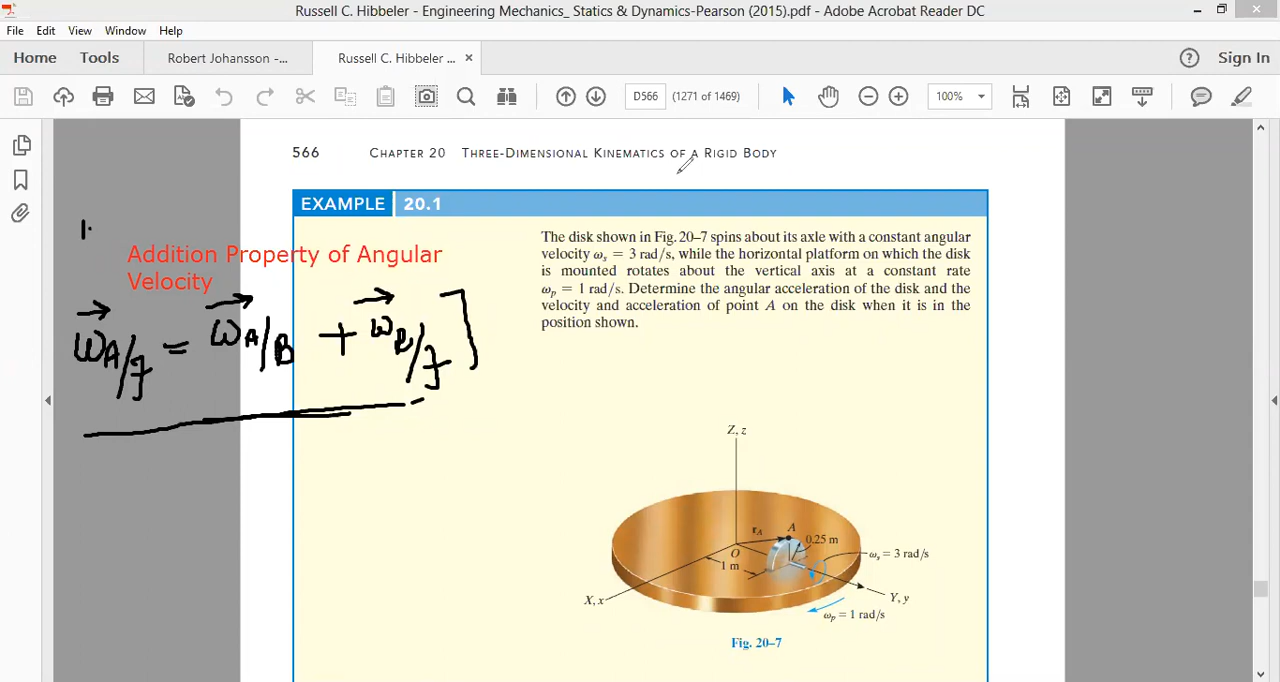 Russell C. Hibbeler - Engineering Mechanics_ Statics & Dynamics-Pearson (2015).pdf - Adobe Acrobat Reader DC
File Edit View Window Help
Home Tools Robert Johansson -... Russell C. Hibbeler ... × Sign In
D566 (1271 of 1469) 100%
566 CHAPTER 20 THREE-DIMENSIONAL KINEMATICS OF A RIGID BODY
EXAMPLE 20.1
The disk shown in Fig. 20–7 spins about its axle with a constant angular
velocity ωs = 3 rad/s, while the horizontal platform on which the disk
is mounted rotates about the vertical axis at a constant rate
ωp = 1 rad/s. Determine the angular acceleration of the disk and the
velocity and acceleration of point A on the disk when it is in the
position shown.
Addition Property of Angular
Velocity
ωA/f = ωA/B + ωB/f
Z, z
rA
A
0.25 m
O
1 m
ωs = 3 rad/s
X, x
Y, y
ωp = 1 rad/s
Fig. 20–7